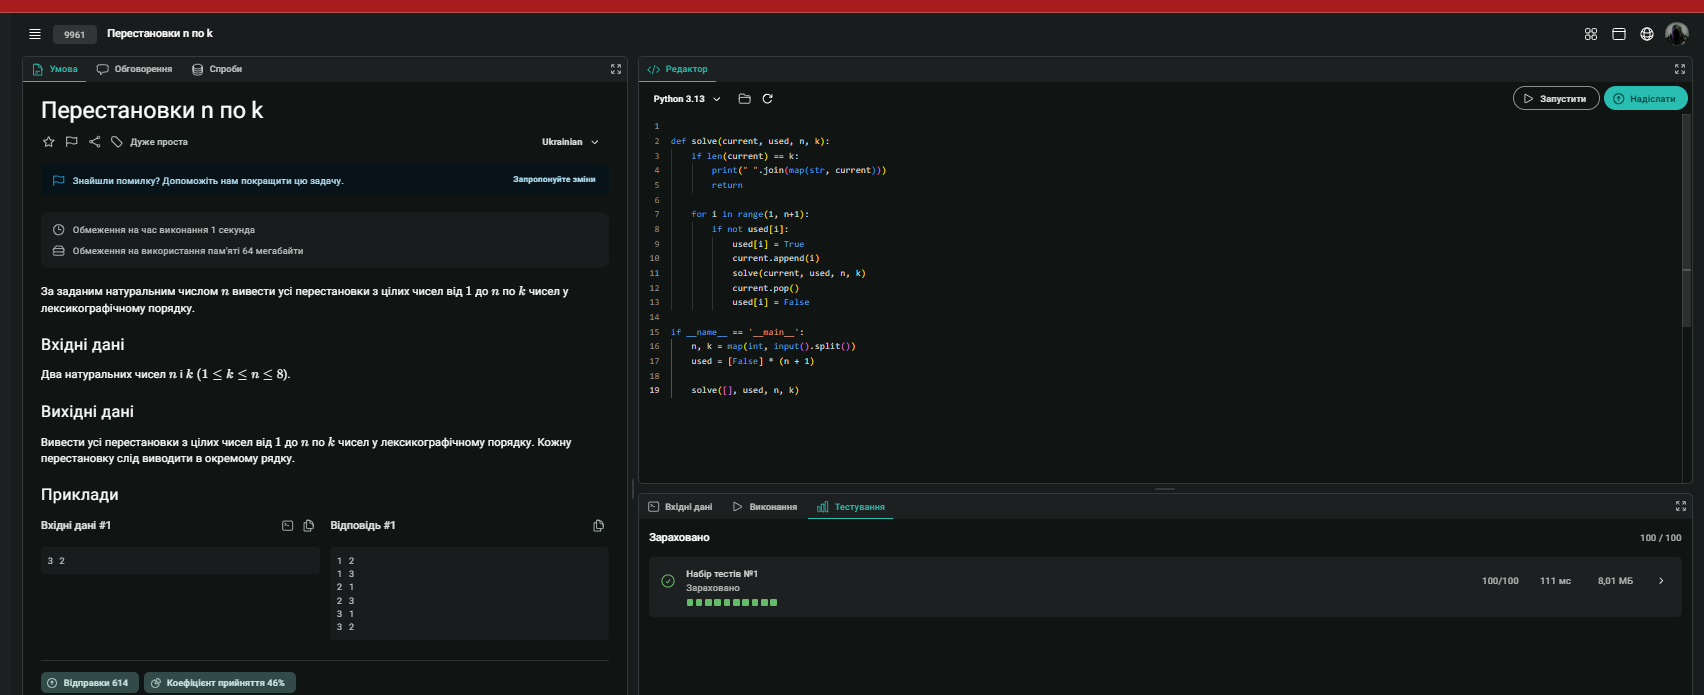 9961 Перестановки n по k
Умова Обговорення Спроби
Перестановки n по k
Дуже проста Ukrainian
Знайшли помилку? Допоможіть нам покращити цю задачу. Запропонуйте зміни
Обмеження на час виконання 1 секунда
Обмеження на використання пам'яті 64 мегабайти
За заданим натуральним числом n вивести усі перестановки з цілих чисел від 1 до n по k чисел у
лексикографічному порядку.
Вхідні дані
Два натуральних чисел n і k (1 ≤ k ≤ n ≤ 8).
Вихідні дані
Вивести усі перестановки з цілих чисел від 1 до n по k чисел у лексикографічному порядку. Кожну
перестановку слід виводити в окремому рядку.
Приклади
Вхідні дані #1
3 2
Відповідь #1
1 2
1 3
2 1
2 3
3 1
3 2
Відправки 614 Коефіцієнт прийняття 46%
Редактор
Python 3.13 Запустити Надіслати
1
2 def solve(current, used, n, k):
3 if len(current) == k:
4 print(" ".join(map(str, current)))
5 return
6
7 for i in range(1, n+1):
8 if not used[i]:
9 used[i] = True
10 current.append(i)
11 solve(current, used, n, k)
12 current.pop()
13 used[i] = False
14
15 if __name__ == '__main__':
16 n, k = map(int, input().split())
17 used = [False] * (n + 1)
18
19 solve([], used, n, k)
Вхідні дані Виконання Тестування
Зараховано 100 / 100
Набір тестів №1
Зараховано
100/100 111 мс 8,01 МБ